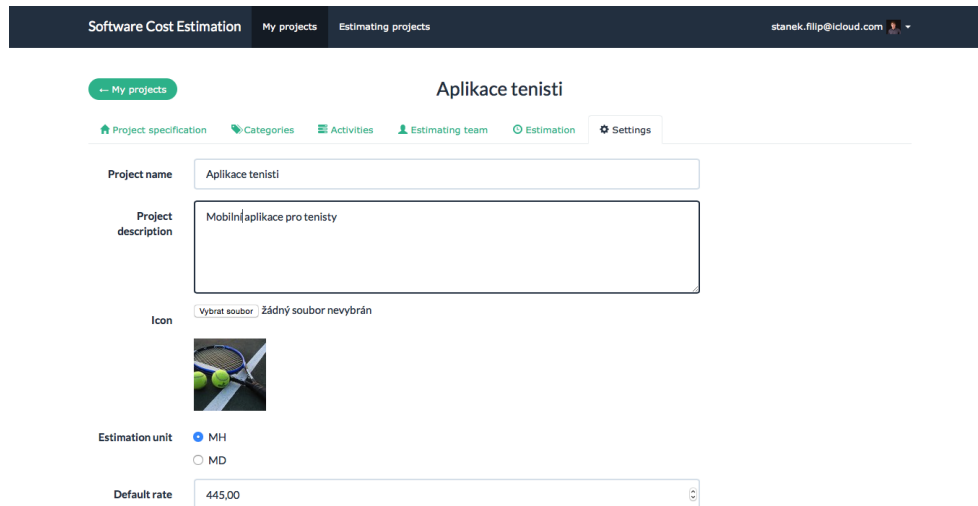 Software Cost Estimation My projects Estimating projects stanek.filip@icloud.com
← My projects
Aplikace tenisti
Project specification Categories Activities Estimating team Estimation Settings
Project name Aplikace tenisti
Project description Mobilní aplikace pro tenisty
Icon Vybrat soubor žádný soubor nevybrán
Estimation unit MH
MD
Default rate 445,00